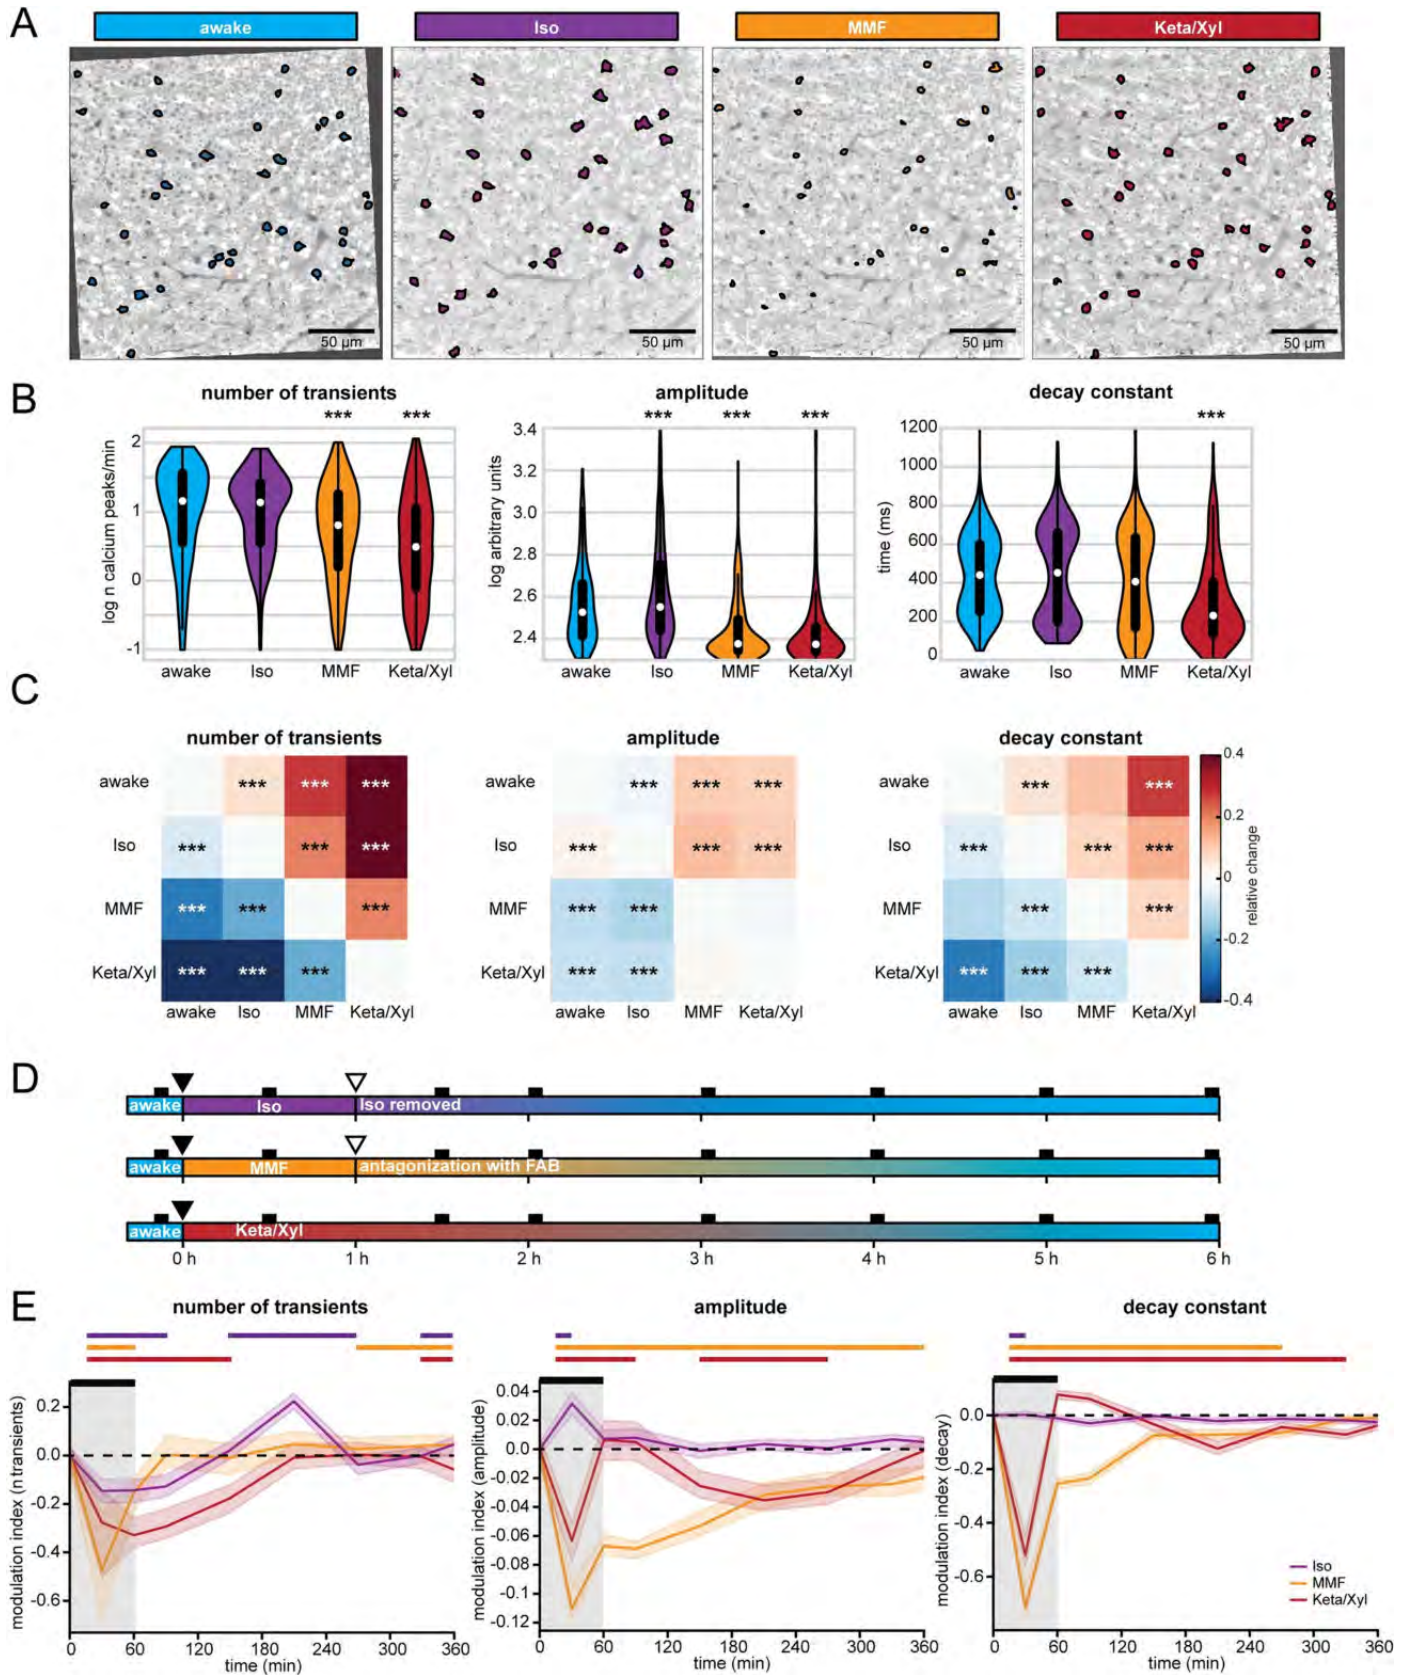 A
awake Iso MMF Keta/Xyl
50 µm 50 µm 50 µm 50 µm
B
number of transients amplitude decay constant
*** *** *** *** *** ***
log n calcium peaks/min
2
1
0
-1
awake Iso MMF Keta/Xyl
log arbitrary units
3.4
3.2
3.0
2.8
2.6
2.4
awake Iso MMF Keta/Xyl
time (ms)
1200
1000
800
600
400
200
0
awake Iso MMF Keta/Xyl
C
number of transients
awake *** *** ***
Iso *** *** ***
MMF *** *** ***
Keta/Xyl *** *** ***
awake Iso MMF Keta/Xyl
amplitude
awake *** *** ***
Iso *** *** ***
MMF *** ***
Keta/Xyl *** ***
awake Iso MMF Keta/Xyl
decay constant
awake *** ***
Iso *** *** ***
MMF *** ***
Keta/Xyl *** *** ***
awake Iso MMF Keta/Xyl
0.4
0.2
0
-0.2
-0.4
relative change
D
awake Iso Iso removed
awake MMF antagonization with FAB
awake Keta/Xyl
0 h 1 h 2 h 3 h 4 h 5 h 6 h
E
number of transients
modulation index (n transients)
0.2
0.0
-0.2
-0.4
-0.6
0 60 120 180 240 300 360
time (min)
amplitude
modulation index (amplitude)
0.04
0.02
0.0
-0.02
-0.04
-0.06
-0.08
-0.1
-0.12
0 60 120 180 240 300 360
time (min)
decay constant
modulation index (decay)
0.0
-0.2
-0.4
-0.6
Iso
MMF
Keta/Xyl
0 60 120 180 240 300 360
time (min)